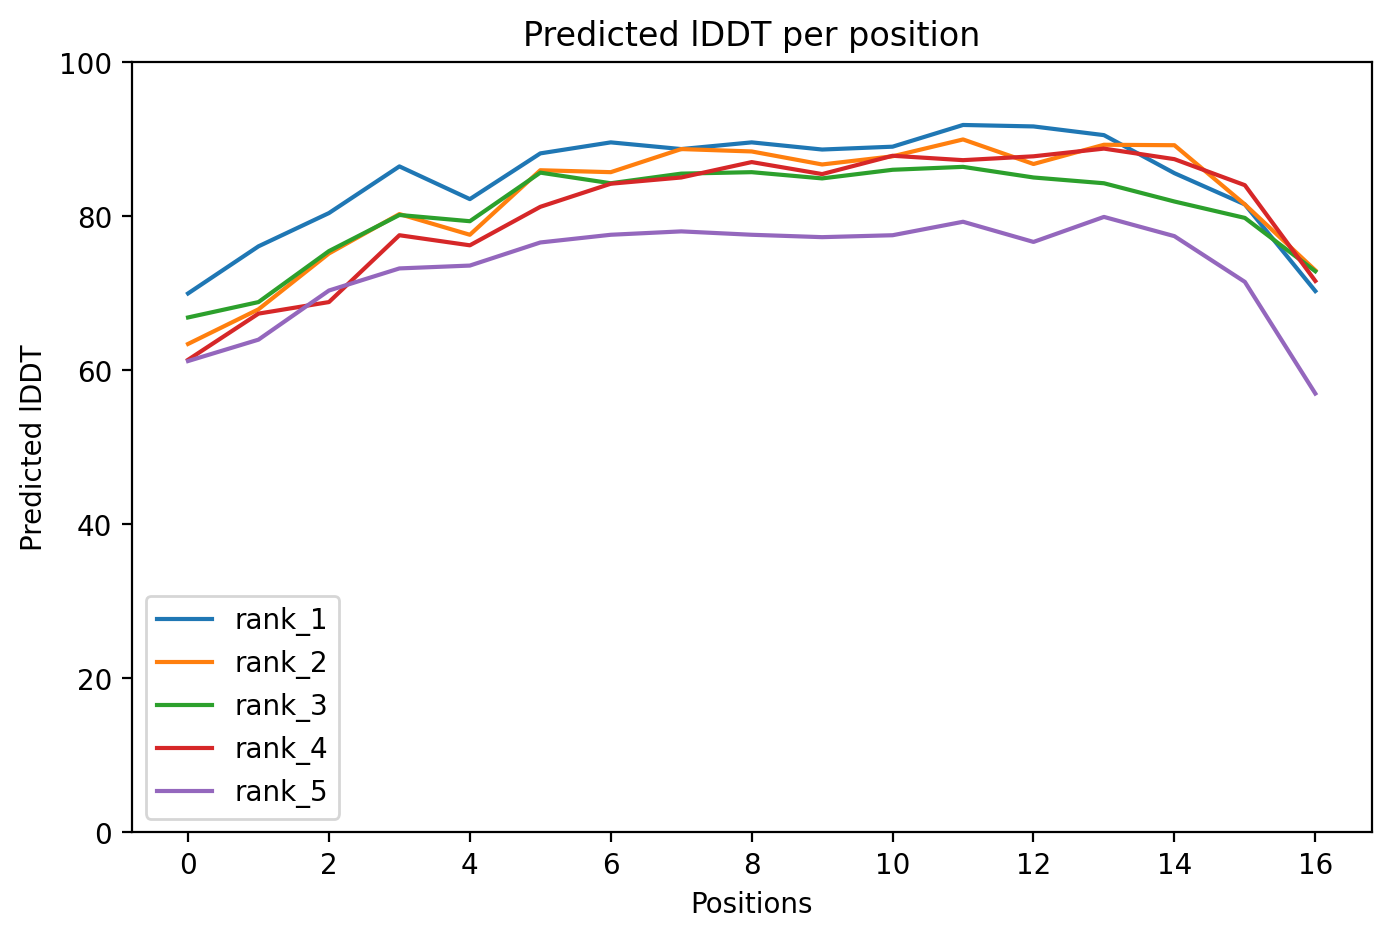 Predicted lDDT per position
100
80
60
40
20
0
Predicted lDDT
rank_1
rank_2
rank_3
rank_4
rank_5
0 2 4 6 8 10 12 14 16
Positions